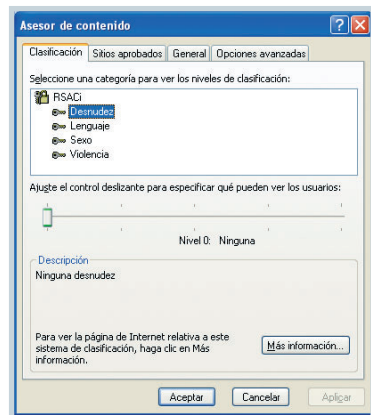 Asesor de contenido
Clasificación Sitios aprobados General Opciones avanzadas
Seleccione una categoría para ver los niveles de clasificación:
RSACi
Desnudez
Lenguaje
Sexo
Violencia
Ajuste el control deslizante para especificar qué pueden ver los usuarios:
Nivel 0: Ninguna
Descripción
Ninguna desnudez
Para ver la página de Internet relativa a este
sistema de clasificación, haga clic en Más
información.
Más información...
Aceptar Cancelar Aplicar